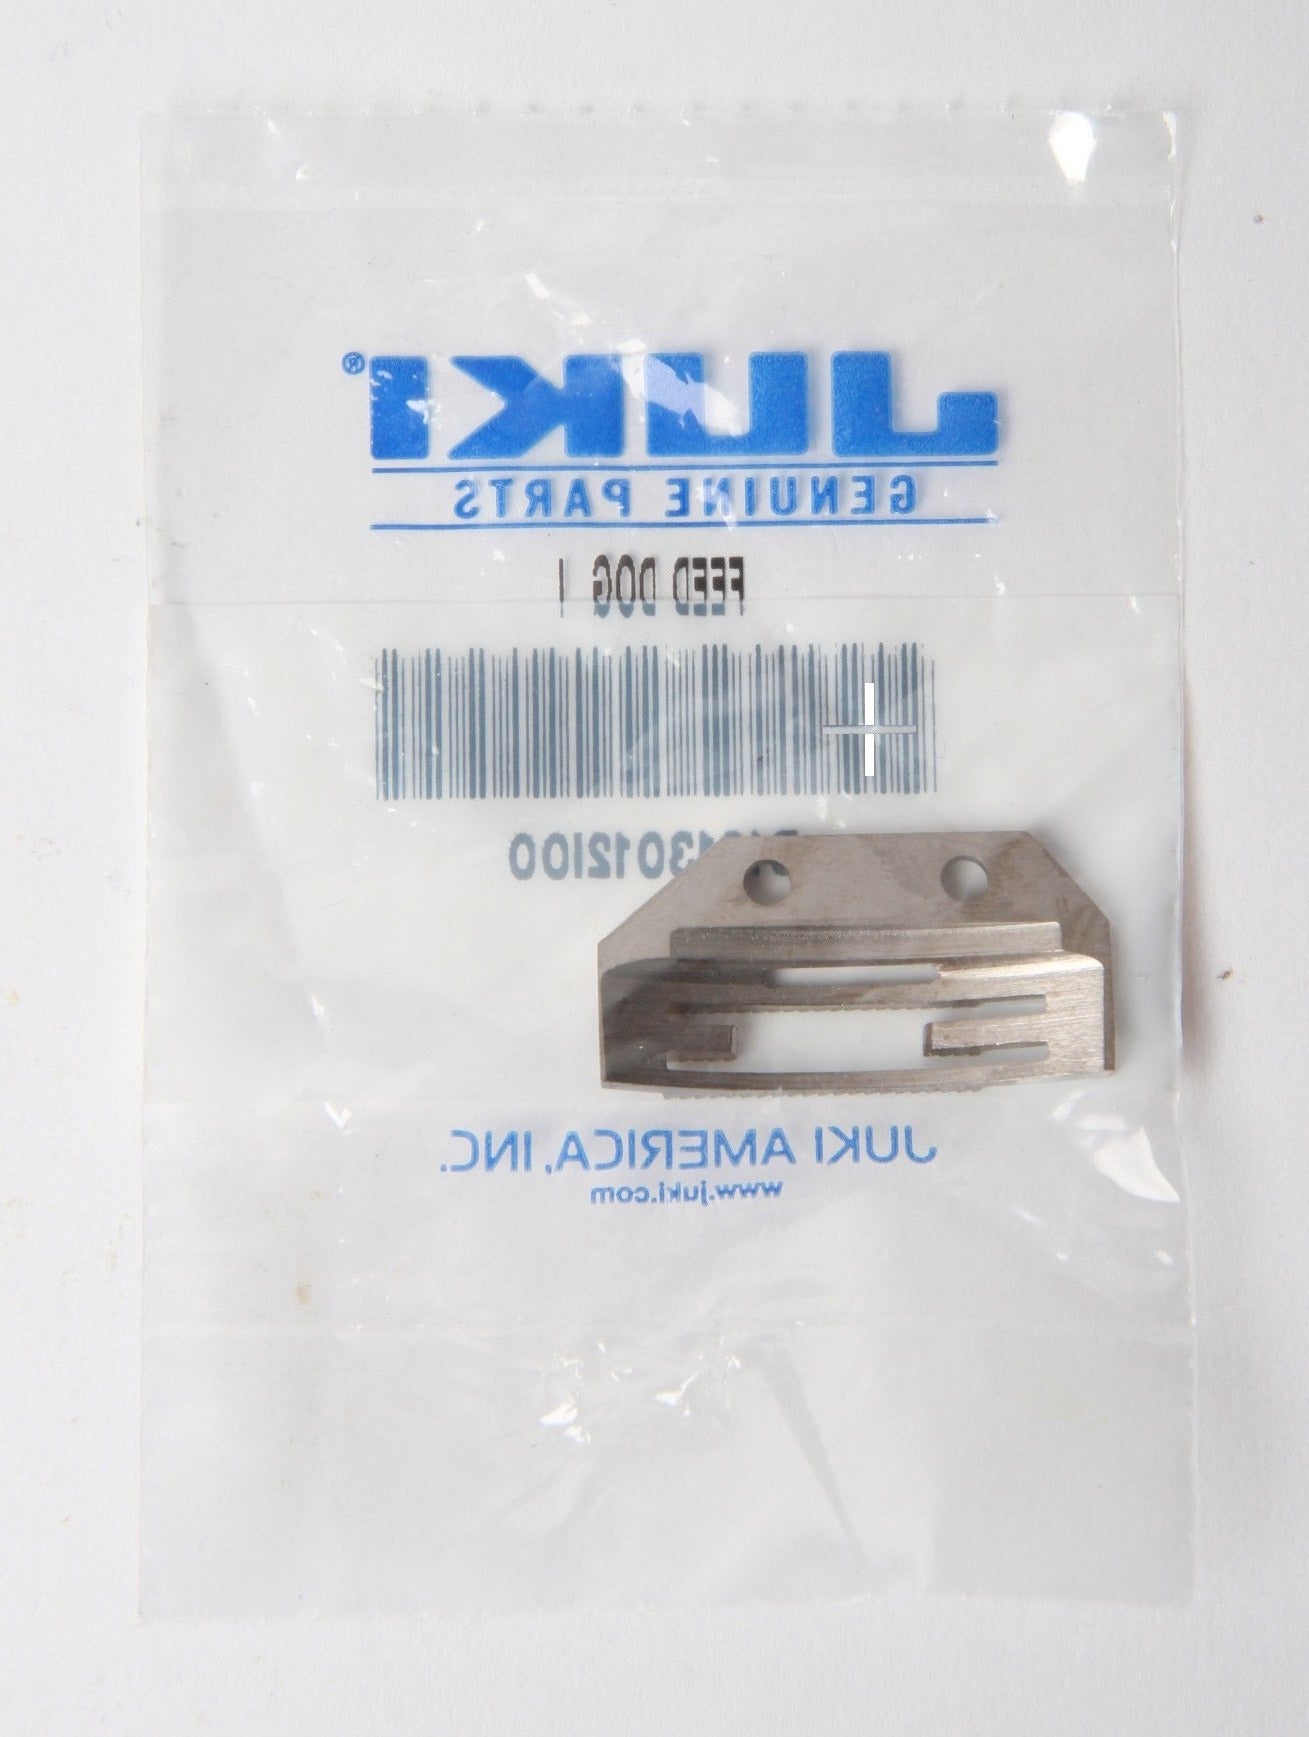 JUKI®
GENUINE PARTS
FEED DOG I
JUKI AMERICA, INC.
www.juki.com